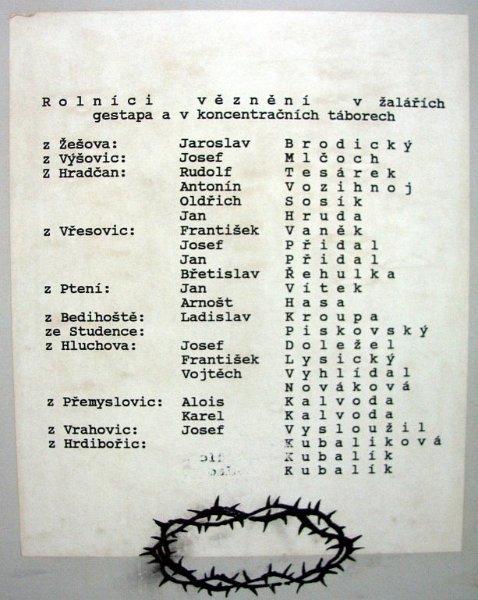 Rolníci věznění v žalářích
gestapa a v koncentračních táborech
z Žešova: Jaroslav Brodický
z Výšovic: Josef Mlčoch
Z Hradčan: Rudolf Tesárek
Antonín Vozihnoj
Oldřich Sosík
Jan Hruda
z Vřesovic: František Vaněk
Josef Přidal
Jan Přidal
Břetislav Řehulka
z Ptení: Jan Vítek
Arnošt Hasa
z Bedihoště: Ladislav Kroupa
ze Studence: Piskovský
z Hluchova: Josef Doležel
František Lysický
Vojtěch Vyhlídal
Nováková
z Přemyslovic: Alois Kalvoda
Karel Kalvoda
z Vrahovic: Josef Vysloužil
z Hrdibořic: Kubalíková
Kubalík
Kubalík